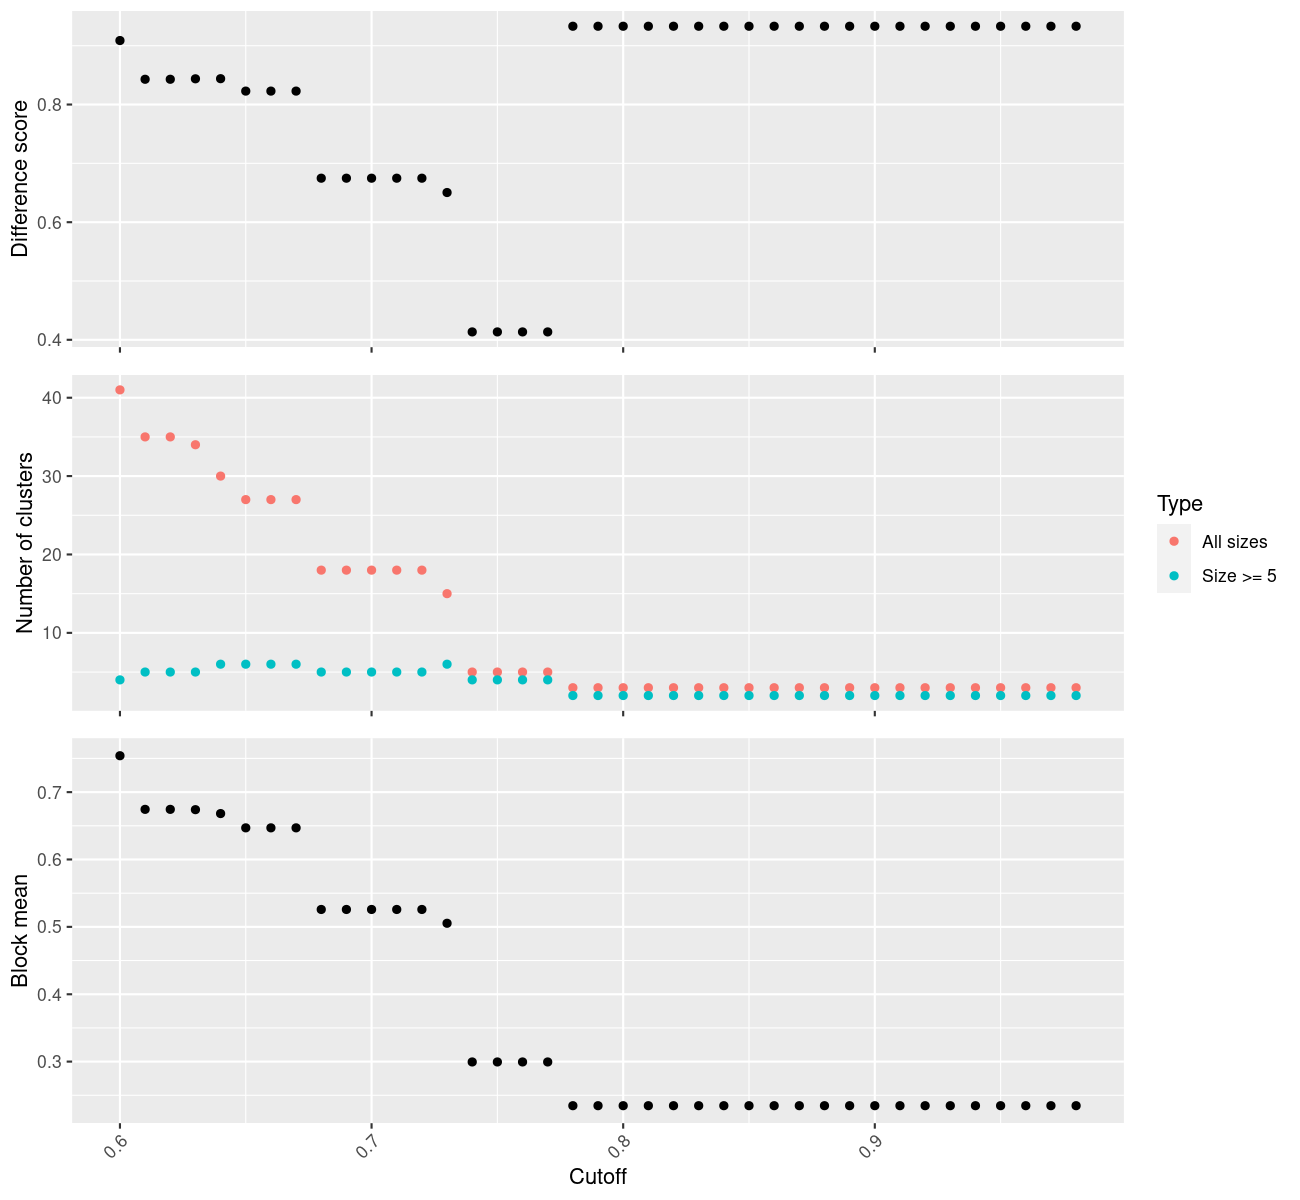 Difference score
0.8
0.6
0.4
Number of clusters
40
30
20
10
Type
All sizes
Size >= 5
Block mean
0.7
0.6
0.5
0.4
0.3
0.6
0.7
0.8
0.9
Cutoff